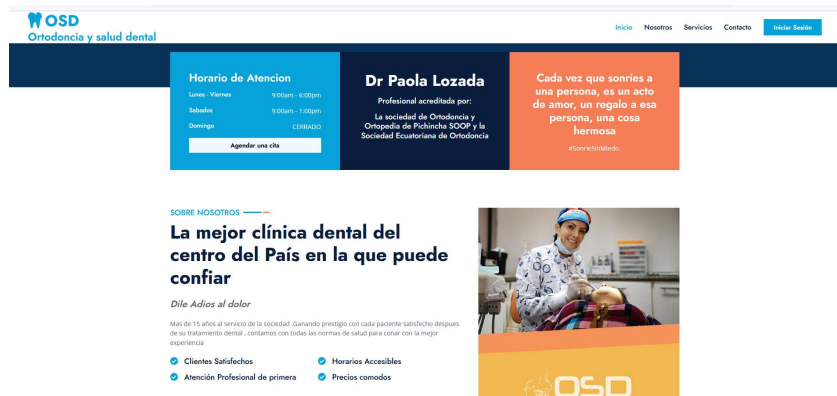 OSD
Ortodoncia y salud dental
Inicio Nosotros Servicios Contacto Iniciar Sesión
Horario de Atencion
Lunes - Viernes 9:00am - 6:00pm
Sabados 9:00am - 1:00pm
Domingo CERRADO
Agendar una cita
Dr Paola Lozada
Profesional acreditada por:
La sociedad de Ortodoncia y
Ortopedia de Pichincha SOOP y la
Sociedad Ecuatoriana de Ortodoncia
Cada vez que sonríes a
una persona, es un acto
de amor, un regalo a esa
persona, una cosa
hermosa
#SonrieSinMiedo.
SOBRE NOSOTROS
La mejor clínica dental del
centro del País en la que puede
confiar
Dile Adios al dolor
Mas de 15 años al servicio de la sociedad ,Ganando prestigio con cada paciente satisfecho despues
de su tratamiento dental , contamos con todas las normas de salud para conar con la mejor
experiencia
Clientes Satisfechos
Horarios Accesibles
Atención Profesional de primera
Precios comodos
OSD